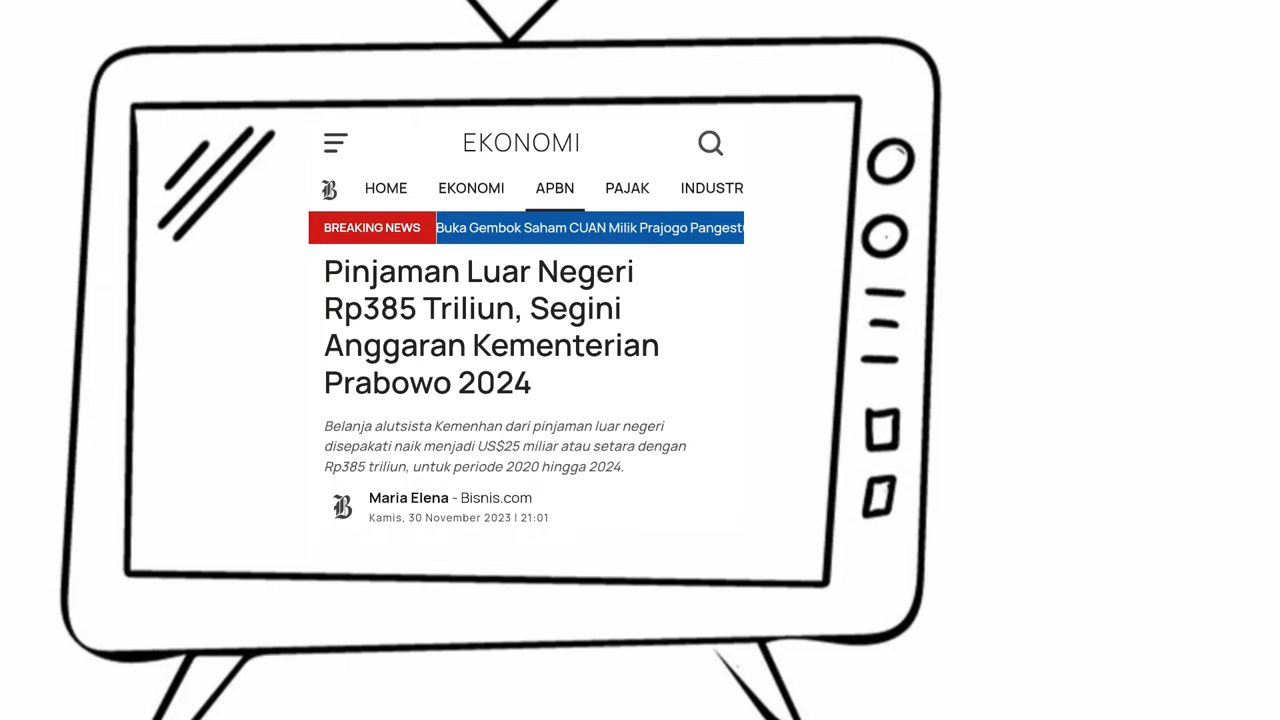 EKONOMI
B HOME EKONOMI APBN PAJAK INDUSTR
BREAKING NEWS Buka Gembok Saham CUAN Milik Prajogo Pangestu
Pinjaman Luar Negeri
Rp385 Triliun, Segini
Anggaran Kementerian
Prabowo 2024
Belanja alutsista Kemenhan dari pinjaman luar negeri
disepakati naik menjadi US$25 miliar atau setara dengan
Rp385 triliun, untuk periode 2020 hingga 2024.
B Maria Elena - Bisnis.com
Kamis, 30 November 2023 | 21:01